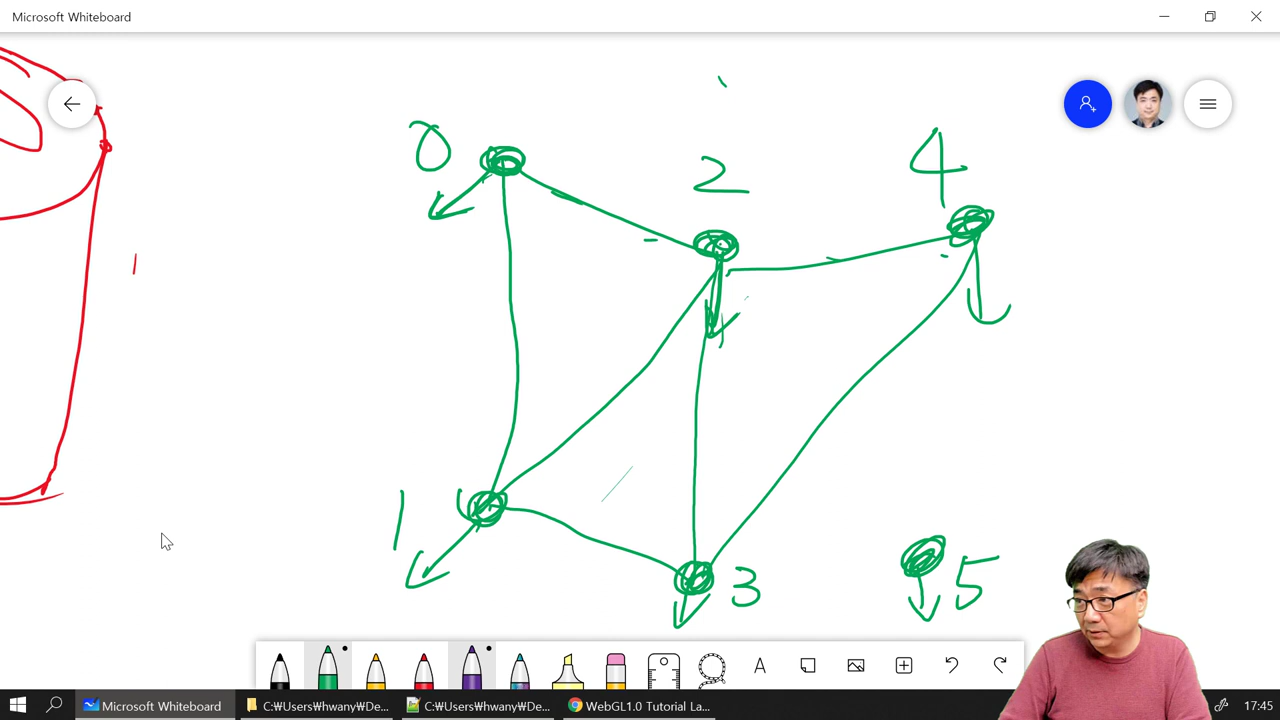 Microsoft Whiteboard
0
2
4
1
3
5
A
Microsoft Whiteboard
C:₩Users₩hwany₩De...
C:₩Users₩hwany₩De...
WebGL1.0 Tutorial La...
17:45